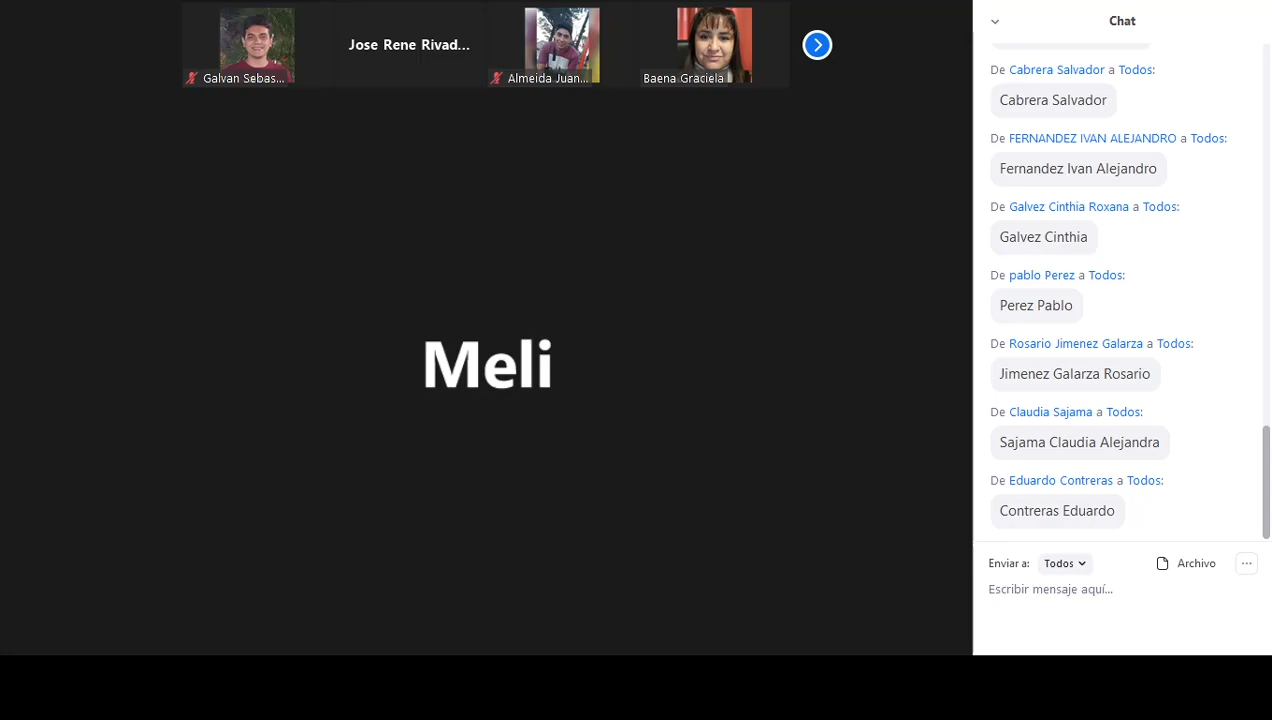 Galvan Sebas...
Jose Rene Rivad...
Almeida Juan...
Baena Graciela
Meli
Chat
De Cabrera Salvador a Todos:
Cabrera Salvador
De FERNANDEZ IVAN ALEJANDRO a Todos:
Fernandez Ivan Alejandro
De Galvez Cinthia Roxana a Todos:
Galvez Cinthia
De pablo Perez a Todos:
Perez Pablo
De Rosario Jimenez Galarza a Todos:
Jimenez Galarza Rosario
De Claudia Sajama a Todos:
Sajama Claudia Alejandra
De Eduardo Contreras a Todos:
Contreras Eduardo
Enviar a: Todos Archivo ...
Escribir mensaje aquí...